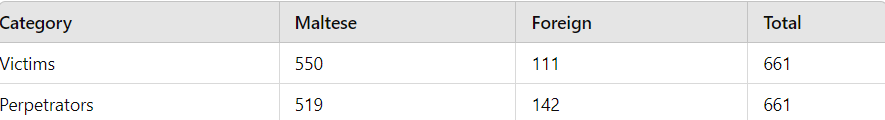 Category Maltese Foreign Total
Victims 550 111 661
Perpetrators 519 142 661